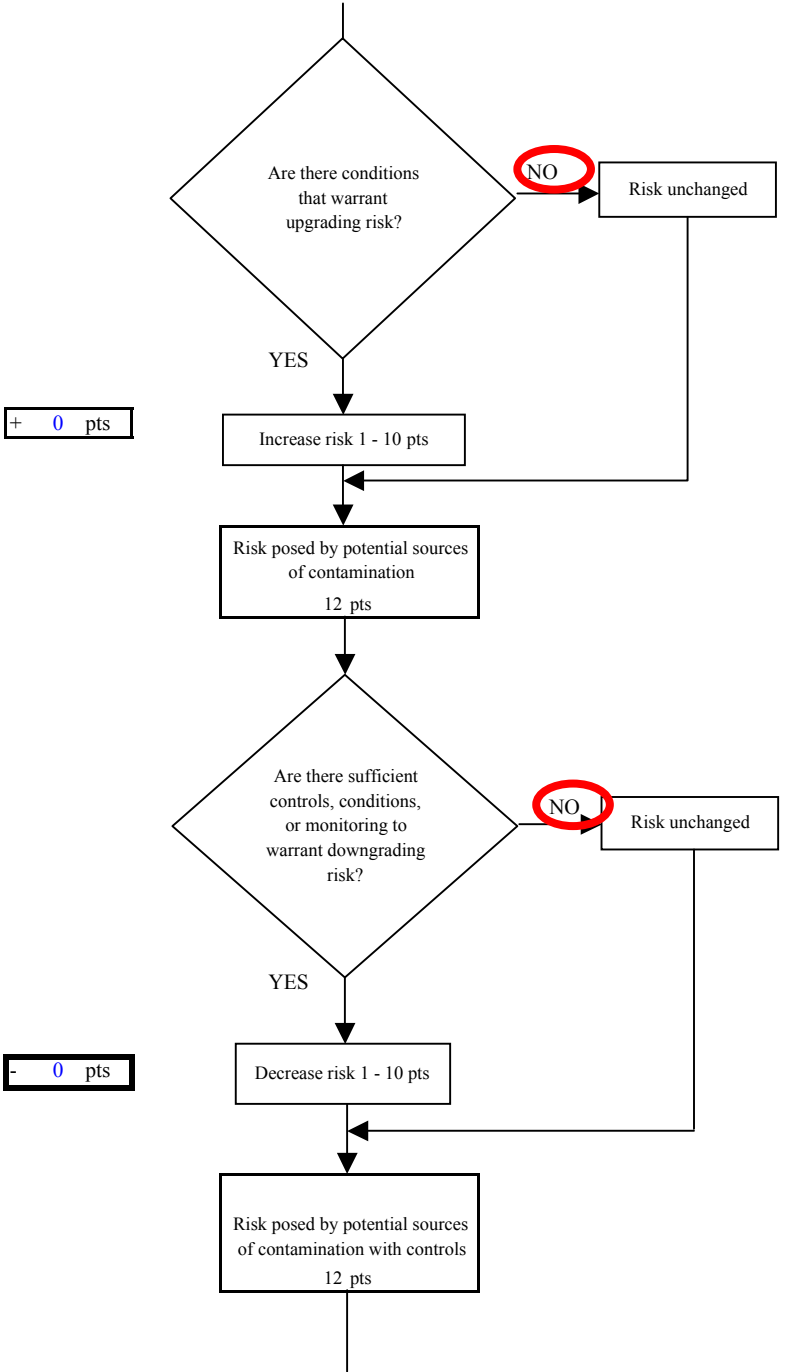 Are there conditions
that warrant
upgrading risk?
NO
Risk unchanged
YES
+ 0 pts
Increase risk 1 - 10 pts
Risk posed by potential sources
of contamination
12 pts
Are there sufficient
controls, conditions,
or monitoring to
warrant downgrading
risk?
NO
Risk unchanged
YES
- 0 pts
Decrease risk 1 - 10 pts
Risk posed by potential sources
of contamination with controls
12 pts